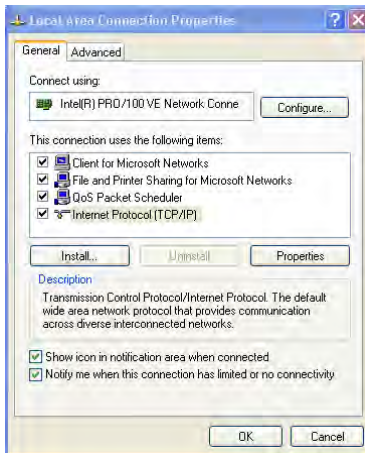 Local Area Connection Properties
General Advanced
Connect using:
Intel(R) PRO/100 VE Network Conne
Configure...
This connection uses the following items:
Client for Microsoft Networks
File and Printer Sharing for Microsoft Networks
QoS Packet Scheduler
Internet Protocol (TCP/IP)
Install... Uninstall Properties
Description
Transmission Control Protocol/Internet Protocol. The default
wide area network protocol that provides communication
across diverse interconnected networks.
Show icon in notification area when connected
Notify me when this connection has limited or no connectivity
OK Cancel